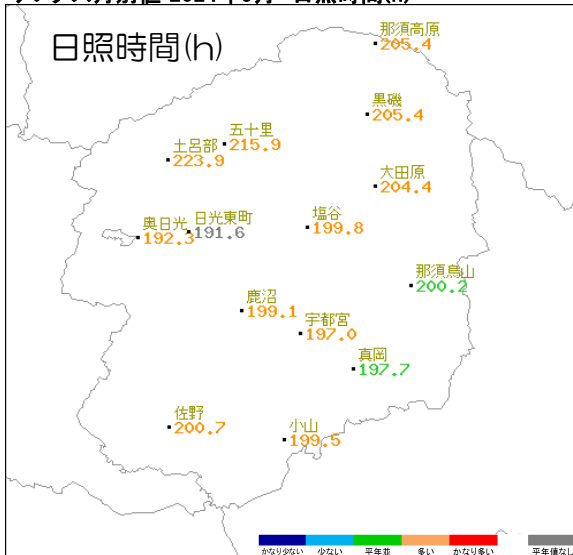 日照時間(h)
那須高原
205.4
黒磯
205.4
五十里
215.9
土呂部
223.9
大田原
204.4
日光東町
191.6
奥日光
192.3
塩谷
199.8
那須烏山
200.2
鹿沼
199.1
宇都宮
197.0
真岡
197.7
佐野
200.7
小山
199.5
かなり少ない 少ない 平年並 多い かなり多い 平年値なし